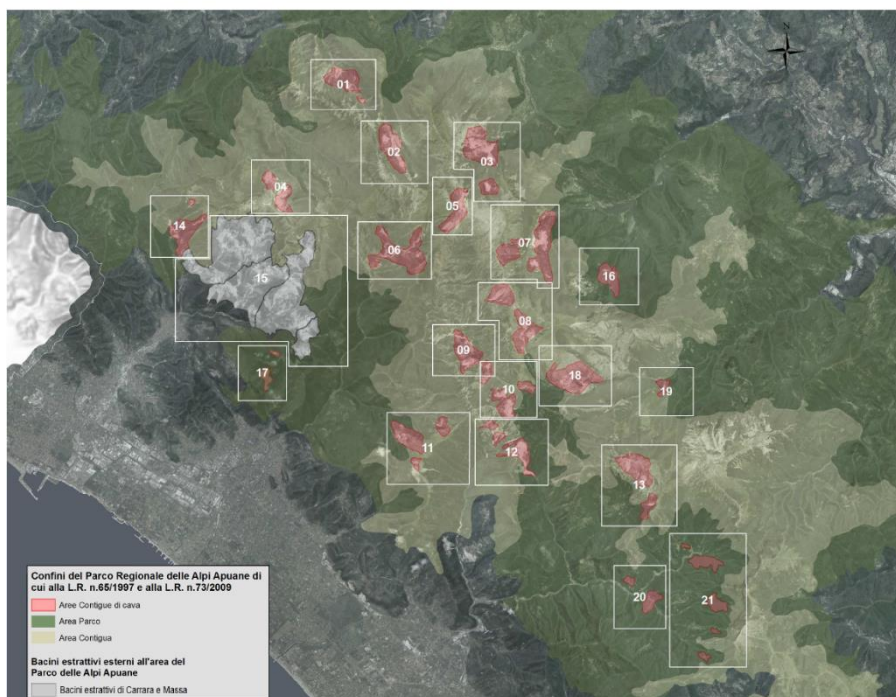 01
02
03
04
05
14
06
07
15
16
08
09
17
18
10
19
11
12
13
20
21
Confini del Parco Regionale delle Alpi Apuane di
cui alla L.R. n.65/1997 e alla L.R. n.73/2009
Aree Contigue di cava
Area Parco
Area Contigua
Bacini estrattivi esterni all'area del
Parco delle Alpi Apuane
Bacini estrattivi di Carrara e Massa